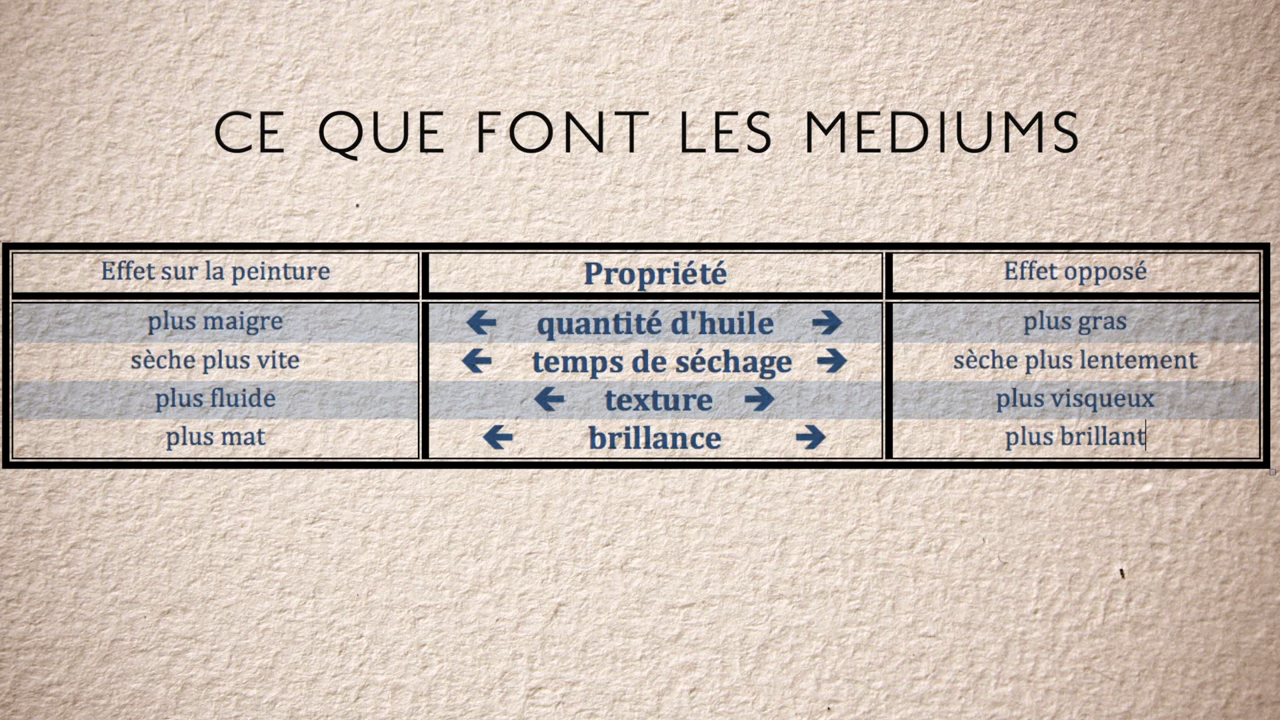 CE QUE FONT LES MEDIUMS
Effet sur la peinture Propriété Effet opposé
plus maigre 🡨 quantité d'huile 🡪 plus gras
sèche plus vite 🡨 temps de séchage 🡪 sèche plus lentement
plus fluide 🡨 texture 🡪 plus visqueux
plus mat 🡨 brillance 🡪 plus brillant